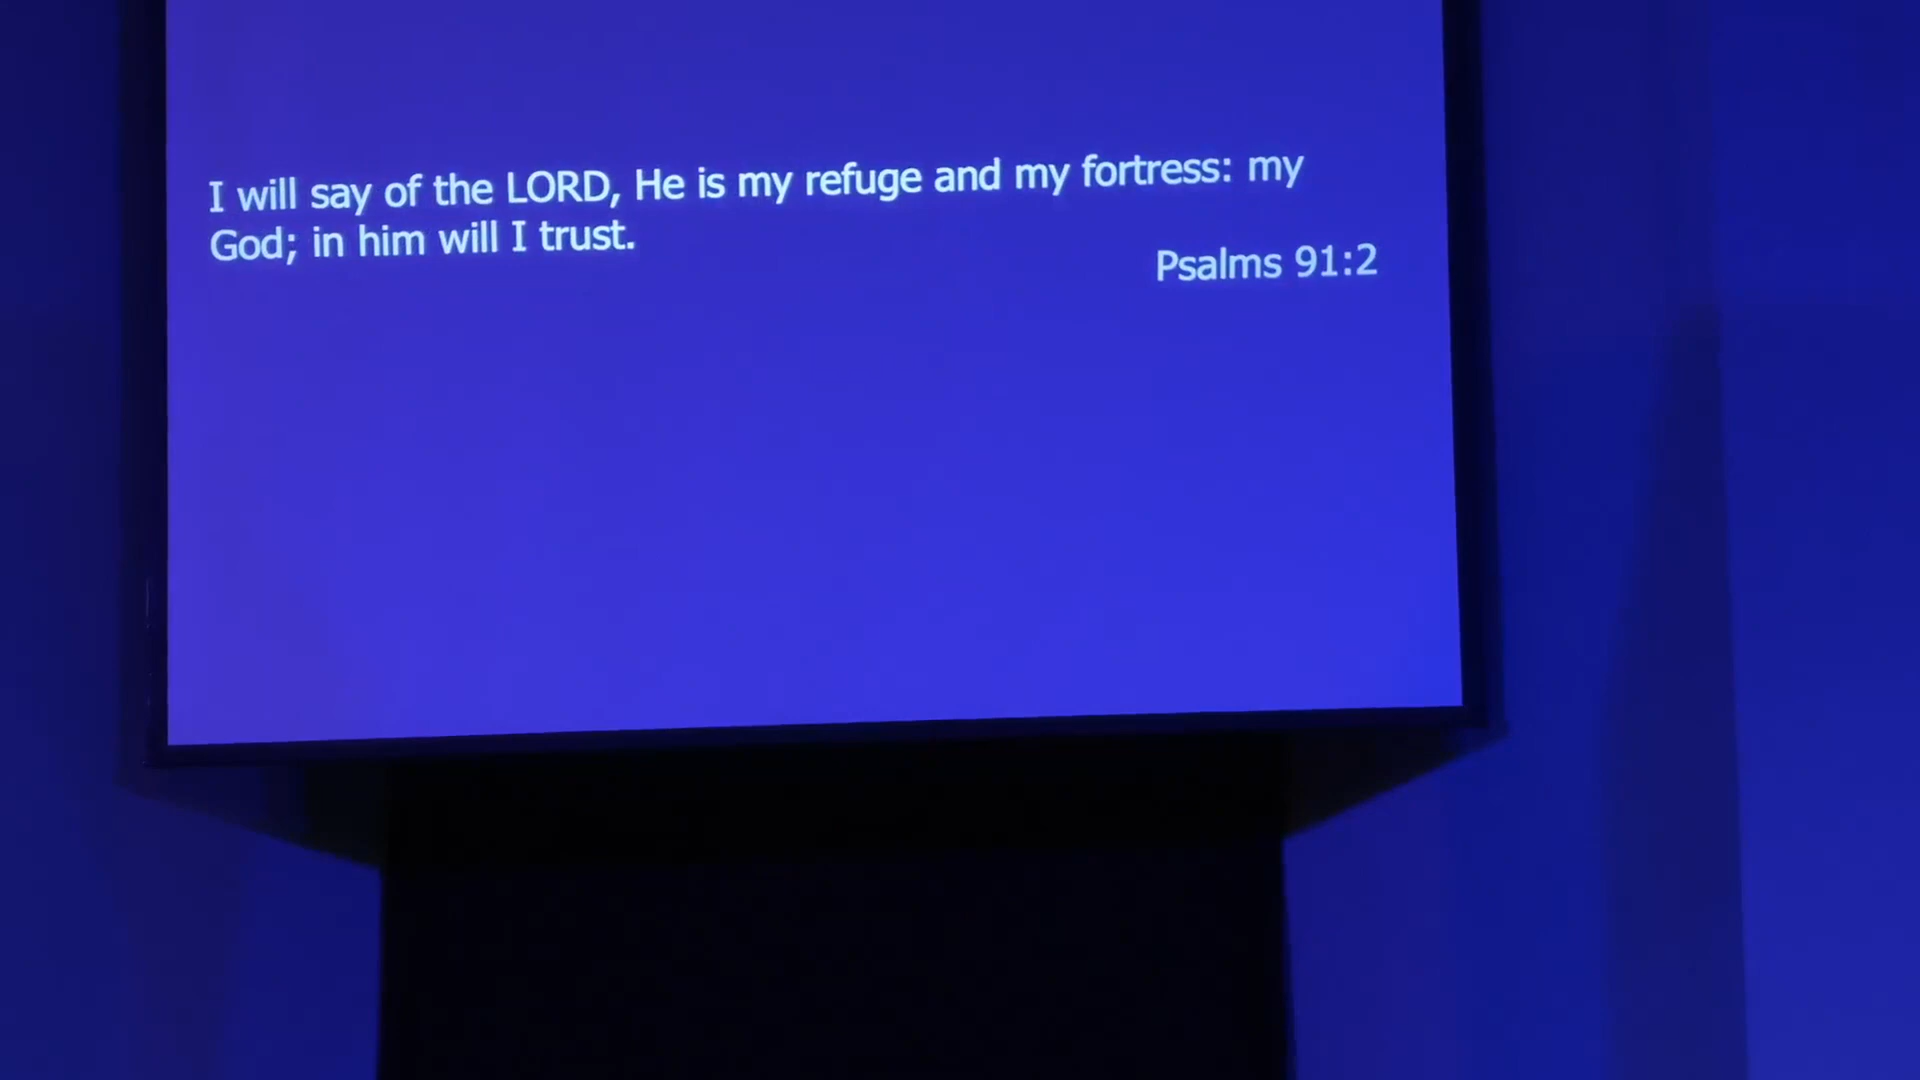 I will say of the LORD, He is my refuge and my fortress: my
God; in him will I trust.
Psalms 91:2